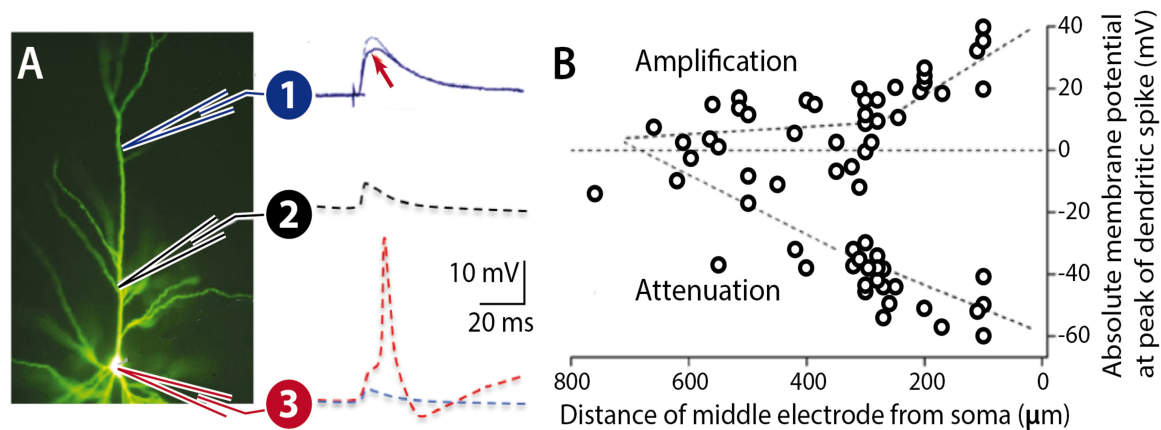 A
1
2
3
10 mV
20 ms
B
Amplification
Attenuation
40
20
0
-20
-40
-60
Absolute membrane potential
at peak of dendritic spike (mV)
800
600
400
200
0
Distance of middle electrode from soma (µm)